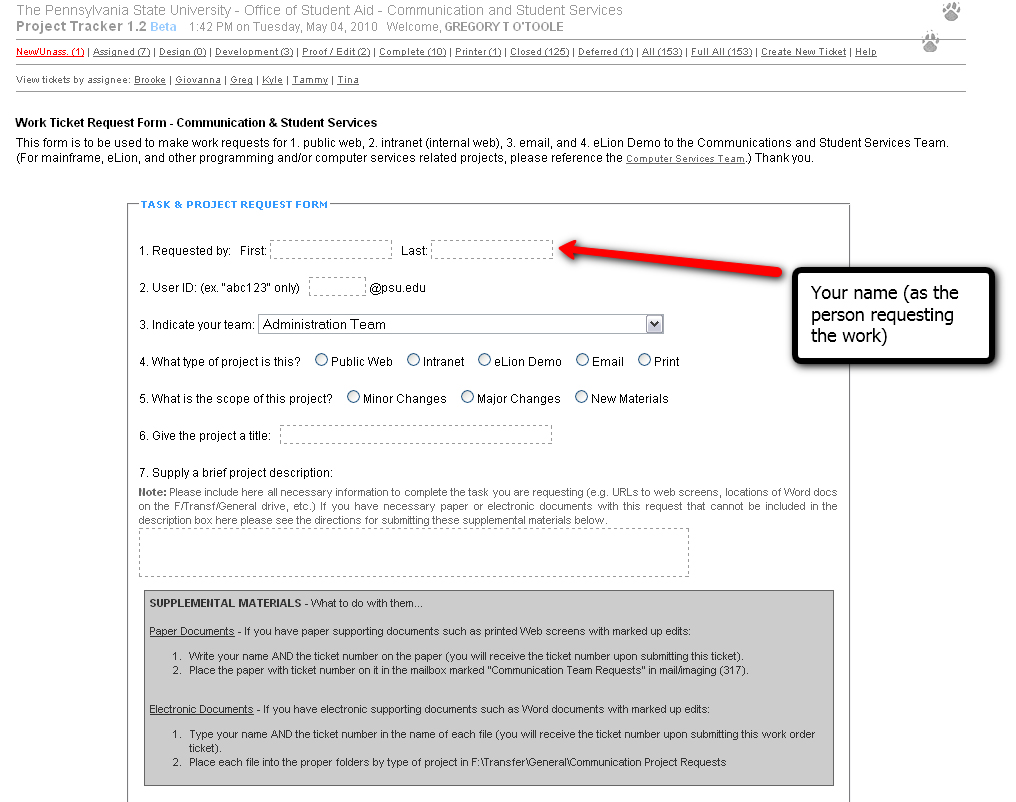 The Pennsylvania State University - Office of Student Aid - Communication and Student Services
Project Tracker 1.2 Beta 1:42 PM on Tuesday, May 04, 2010 Welcome, GREGORY T O'TOOLE
New/Unass. (1) | Assigned (7) | Design (0) | Development (3) | Proof / Edit (2) | Complete (10) | Printer (1) | Closed (125) | Deferred (1) | All (153) | Full All (153) | Create New Ticket | Help
View tickets by assignee: Brooke | Giovanna | Greg | Kyle | Tammy | Tina
Work Ticket Request Form - Communication & Student Services
This form is to be used to make work requests for 1. public web, 2. intranet (internal web), 3. email, and 4. eLion Demo to the Communications and Student Services Team.
(For mainframe, eLion, and other programming and/or computer services related projects, please reference the Computer Services Team.) Thank you.
TASK & PROJECT REQUEST FORM
1. Requested by: First: Last:
Your name (as the
person requesting
the work)
2. User ID: (ex. "abc123" only) @psu.edu
3. Indicate your team: Administration Team
4. What type of project is this? Public Web Intranet eLion Demo Email Print
5. What is the scope of this project? Minor Changes Major Changes New Materials
6. Give the project a title:
7. Supply a brief project description:
Note: Please include here all necessary information to complete the task you are requesting (e.g. URLs to web screens, locations of Word docs
on the F/Transf/General drive, etc.) If you have necessary paper or electronic documents with this request that cannot be included in the
description box here please see the directions for submitting these supplemental materials below.
SUPPLEMENTAL MATERIALS - What to do with them...
Paper Documents - If you have paper supporting documents such as printed Web screens with marked up edits:
1. Write your name AND the ticket number on the paper (you will receive the ticket number upon submitting this ticket).
2. Place the paper with ticket number on it in the mailbox marked "Communication Team Requests" in mail/imaging (317).
Electronic Documents - If you have electronic supporting documents such as Word documents with marked up edits:
1. Type your name AND the ticket number in the name of each file (you will receive the ticket number upon submitting this work order
ticket).
2. Place each file into the proper folders by type of project in F:\Transfer\General\Communication Project Requests